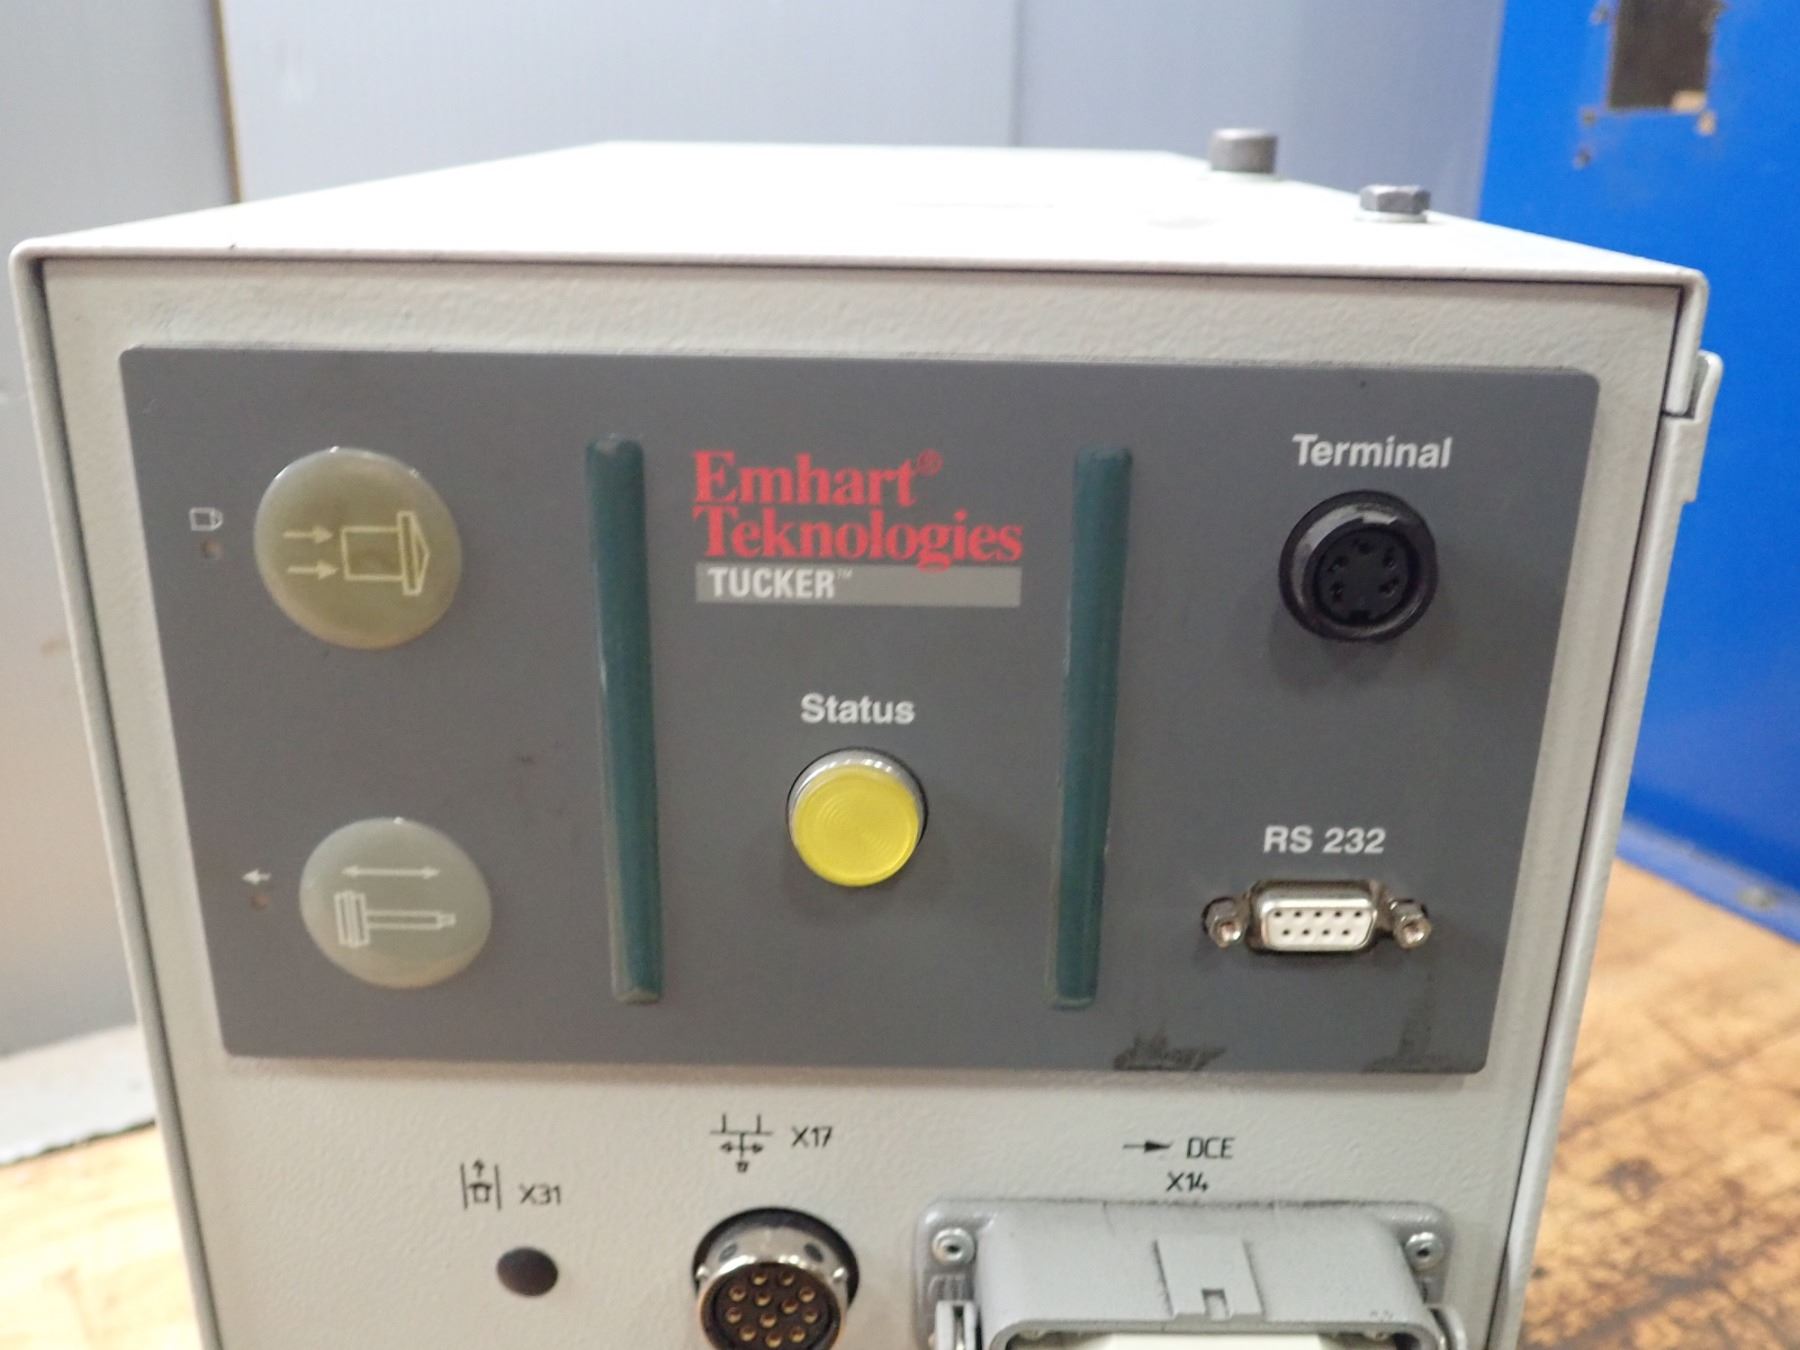 Emhart®
Teknologies
TUCKER™
Terminal
Status
RS 232
X17
DCE
X14
X31